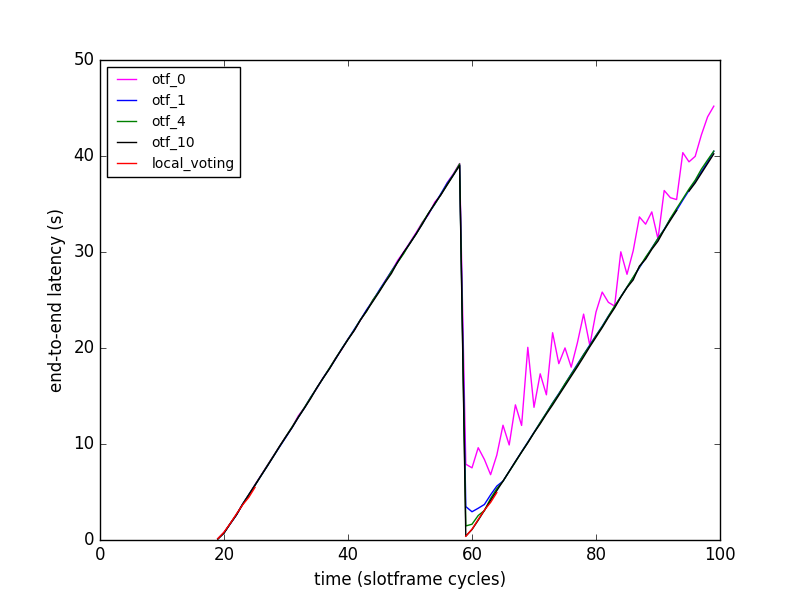 otf_0
otf_1
otf_4
otf_10
local_voting
50
40
30
20
10
0
end-to-end latency (s)
0 20 40 60 80 100
time (slotframe cycles)